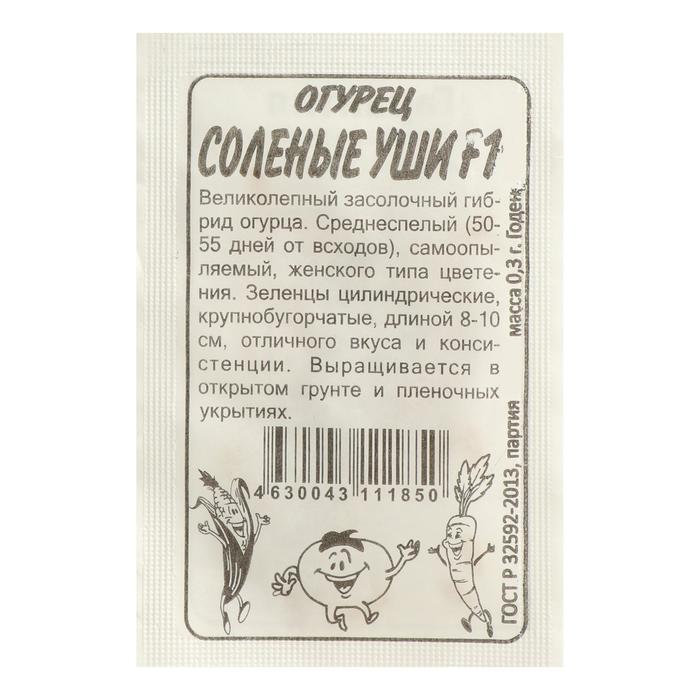 ОГУРЕЦ
СОЛЕНЫЕ УШИ F1
Великолепный засолочный гиб-
рид огурца. Среднеспелый (50-
55 дней от всходов), самоопы-
ляемый, женского типа цвете-
ния. Зеленцы цилиндрические,
крупнобугорчатые, длиной 8-10
см, отличного вкуса и конси-
стенции. Выращивается в
открытом грунте и пленочных
укрытиях.
4 630043 111850
ГОСТ Р 32592-2013, партия масса 0,3 г. Годен